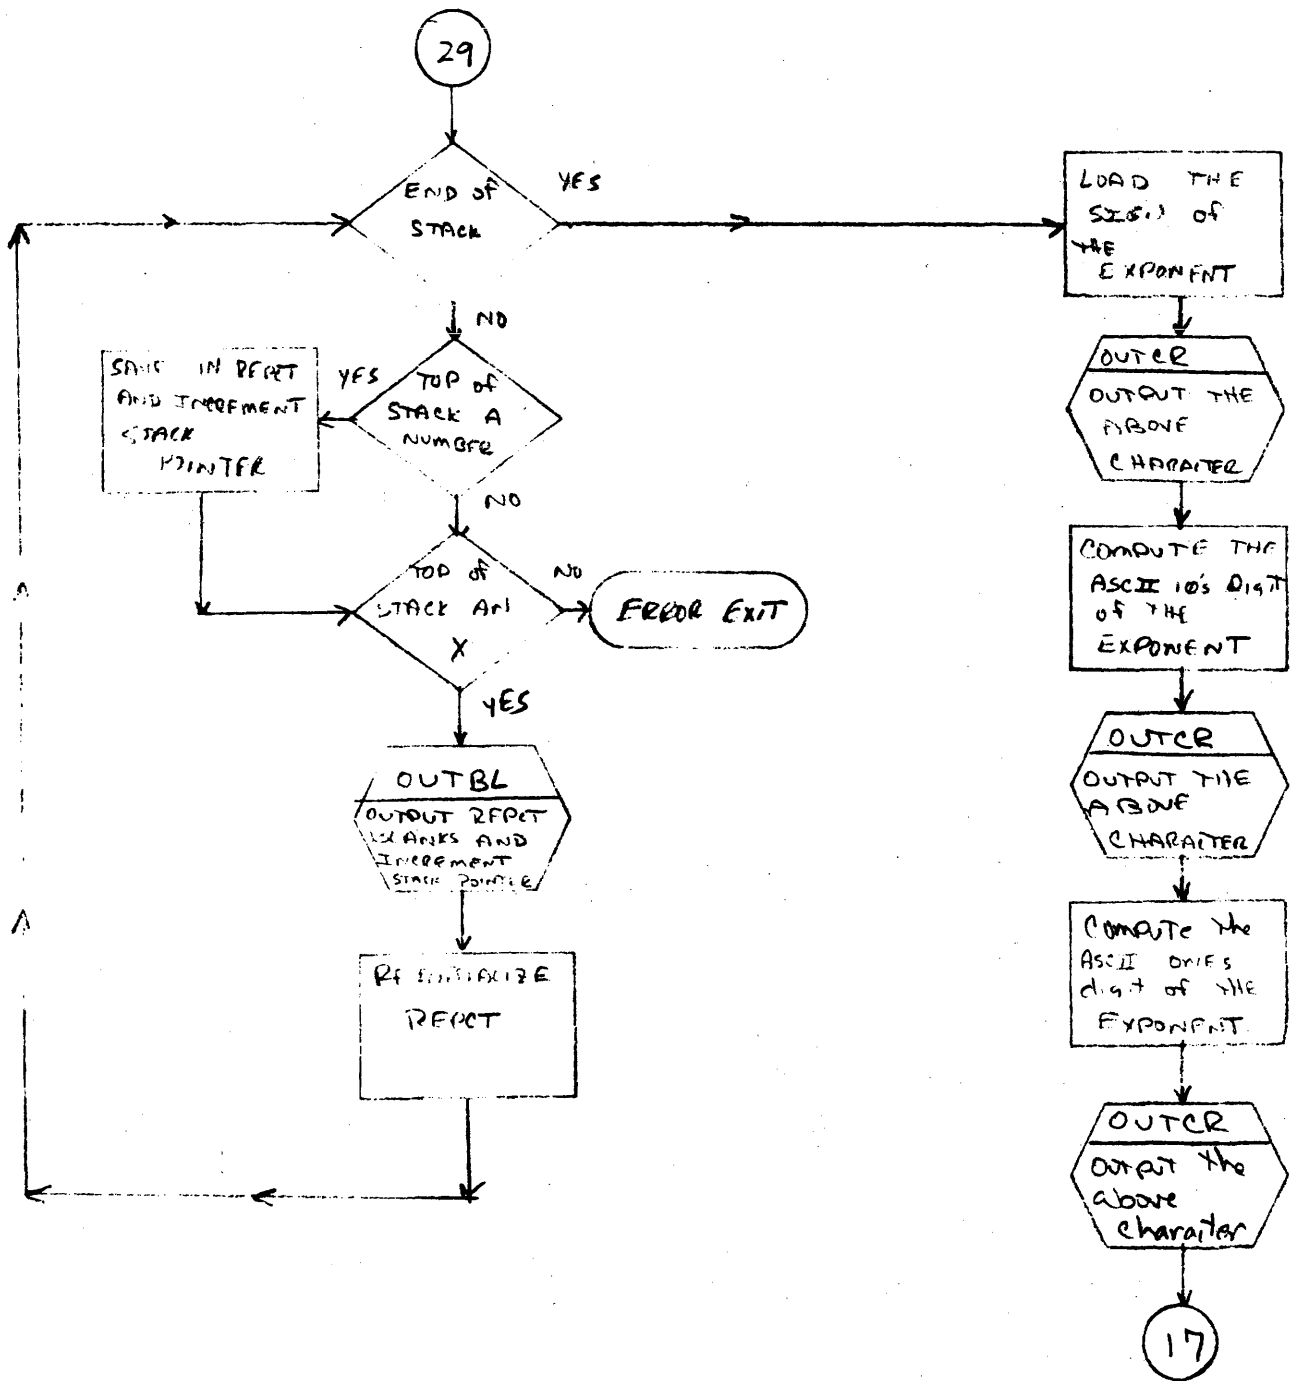 29
END of
STACK
YES
NO
TOP of
STACK A
NUMBER
YES
SAVE IN REPCT
AND INCREMENT
STACK
POINTER
NO
TOP of
STACK AN
X
NO
ERROR EXIT
YES
OUTBL
OUTPUT REPCT
BLANKS AND
INCREMENT
STACK POINTER
REINITIALIZE
REPCT
LOAD THE
SIGN of
THE
EXPONENT
OUTCR
OUTPUT THE
ABOVE
CHARACTER
COMPUTE THE
ASCII 10's Digit
of THE
EXPONENT
OUTCR
OUTPUT THE
ABOVE
CHARACTER
Compute the
ASCII ONES
digit of THE
EXPONENT
OUTCR
Output the
above
character
17